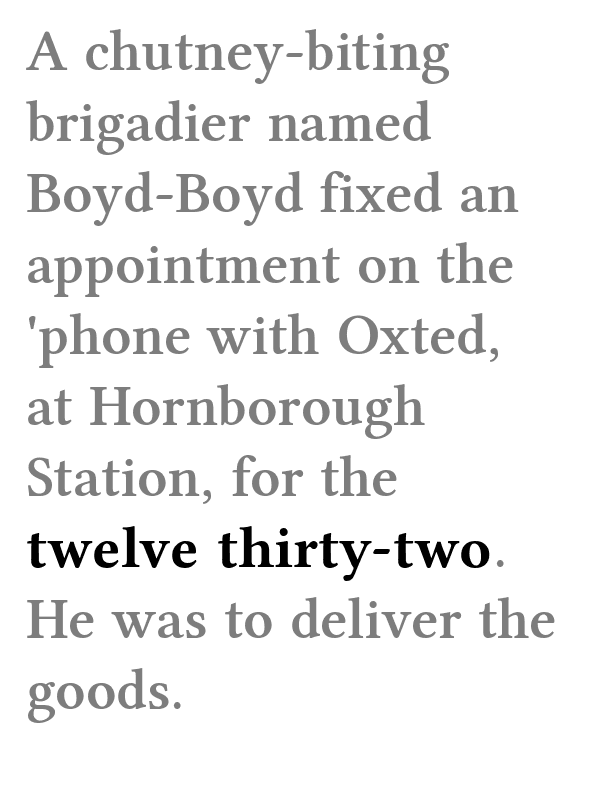 A chutney-biting
brigadier named
Boyd-Boyd fixed an
appointment on the
'phone with Oxted,
at Hornborough
Station, for the
twelve thirty-two.
He was to deliver the
goods.